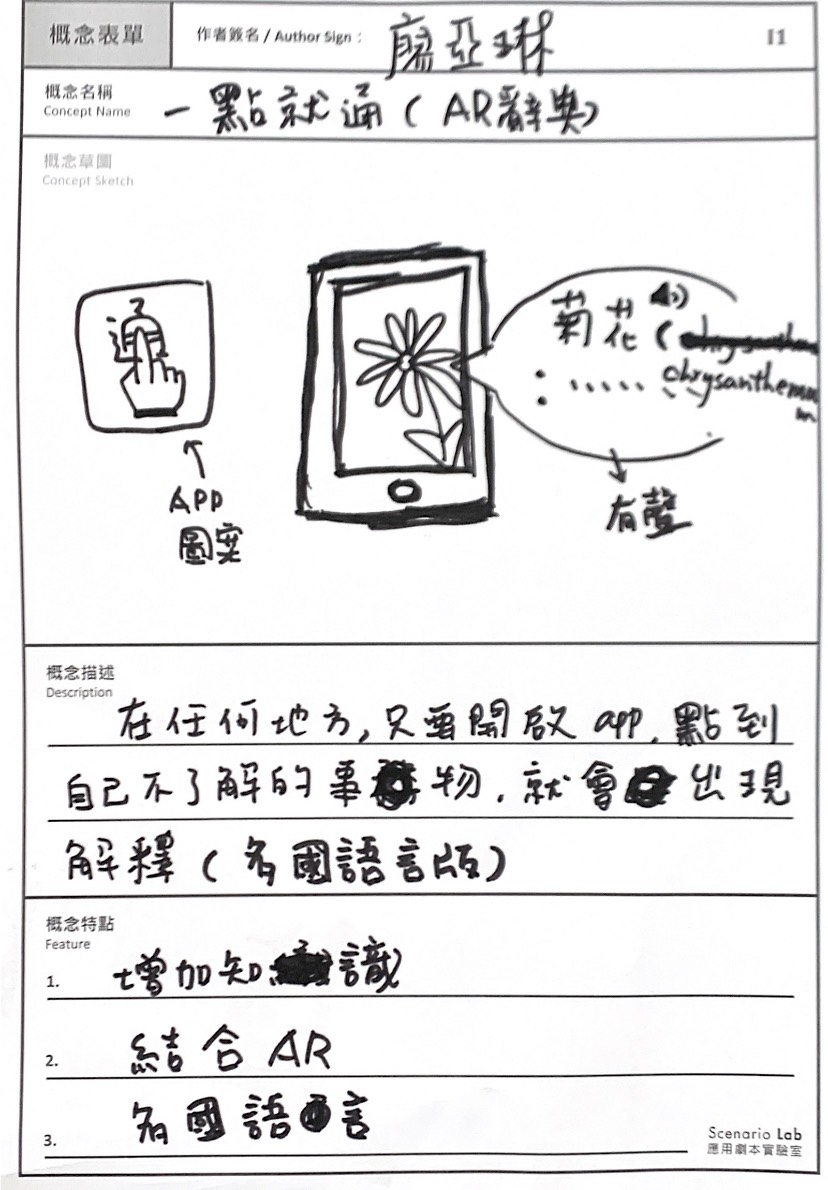 概念表單
作者簽名 / Author Sign :
廖亞琳
I1
概念名稱
Concept Name
一點就通 ( AR辭典 )
概念草圖
Concept Sketch
通
菊花 (
chrysanthemum
APP
圖案
有聲
概念描述
Description
在任何地方, 只要開啟 app, 點到
自己不了解的事物, 就會出現
解釋 ( 多國語言版 )
概念特點
Feature
1. 增加知識
2. 結合 AR
3. 多國語言
Scenario Lab
應用劇本實驗室